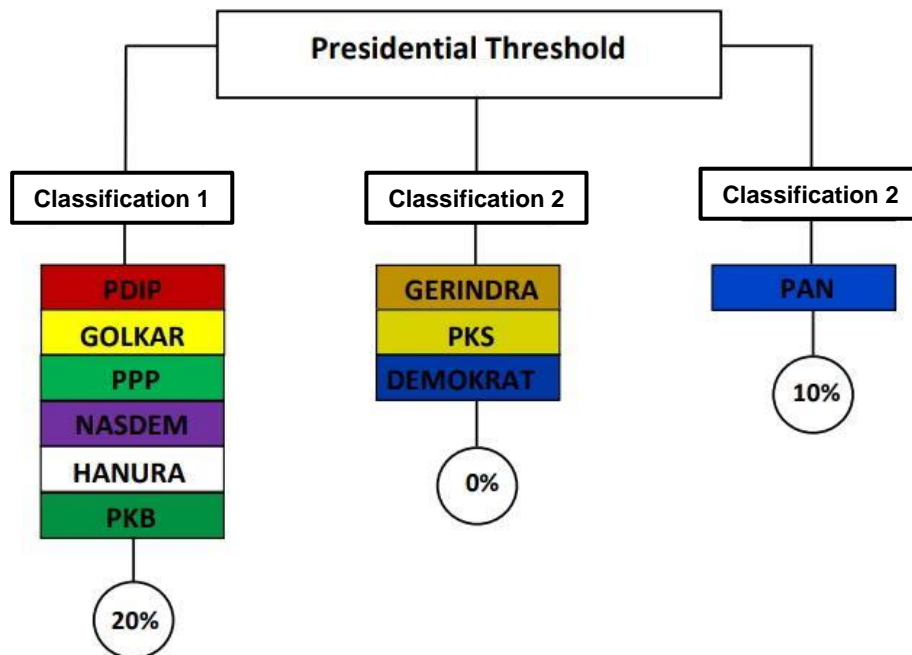 Presidential Threshold
Classification 1
Classification 2
Classification 2
PDIP
GOLKAR
PPP
NASDEM
HANURA
PKB
20%
GERINDRA
PKS
DEMOKRAT
0%
PAN
10%